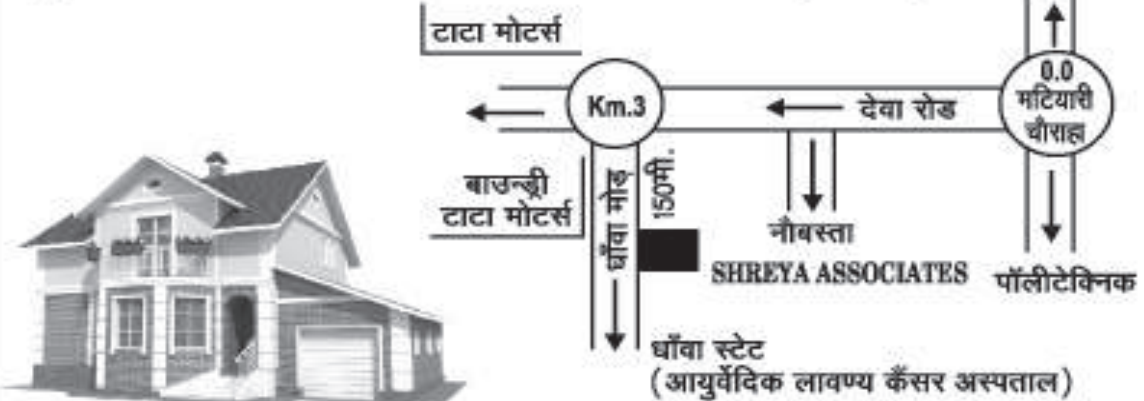 टाटा मोटर्स
Km.3
देवा रोड
0.0
मटियारी
चौराहा
बाउन्ड्री
टाटा मोटर्स
धाँवा मोड़
150मी.
नौबस्ता
SHREYA ASSOCIATES
पॉलीटेक्निक
धाँवा स्टेट
(आयुर्वेदिक लावण्य कैंसर अस्पताल)